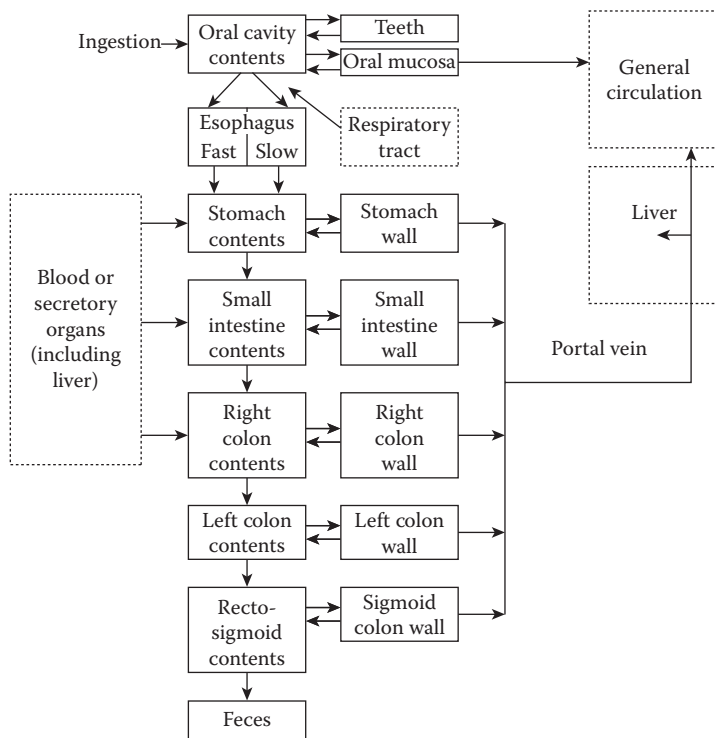 Ingestion
Oral cavity
contents
Teeth
Oral mucosa
General
circulation
Esophagus
Fast
Slow
Respiratory
tract
Stomach
contents
Stomach
wall
Liver
Blood or
secretory
organs
(including
liver)
Small
intestine
contents
Small
intestine
wall
Portal vein
Right
colon
contents
Right
colon
wall
Left colon
contents
Left colon
wall
Recto-
sigmoid
contents
Sigmoid
colon wall
Feces